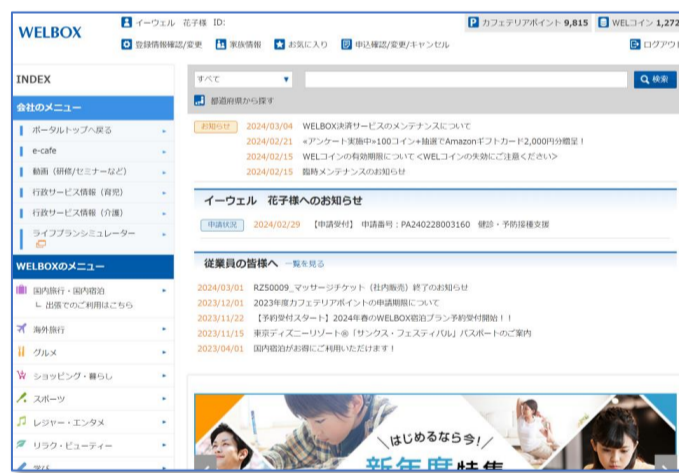 WELBOX
イーウェル 花子様 ID:
カフェテリアポイント 9,815
WELコイン 1,272
登録情報確認/変更 家族情報 お気に入り 申込確認/変更/キャンセル
ログアウト
INDEX
会社のメニュー
ポータルトップへ戻る
e-cafe
動画（研修/セミナーなど）
行政サービス情報（育児）
行政サービス情報（介護）
ライフプランシミュレーター
WELBOXのメニュー
国内旅行・国内宿泊
出張でのご利用はこちら
海外旅行
グルメ
ショッピング・暮らし
スポーツ
レジャー・エンタメ
リラク・ビューティー
学び
すべて
検索
都道府県から探す
お知らせ 2024/03/04 WELBOX決済サービスのメンテナンスについて
2024/02/21 «アンケート実施中»100コイン+抽選でAmazonギフトカード2,000円分贈呈！
2024/02/15 WELコインの有効期限について<WELコインの失効にご注意ください>
2024/02/15 臨時メンテナンスのお知らせ
イーウェル 花子様へのお知らせ
申請状況 2024/02/29 【申請受付】 申請番号：PA240228003160 健診・予防接種支援
従業員の皆様へ 一覧を見る
2024/03/01 RZ50009_マッサージチケット（社内販売）終了のお知らせ
2023/12/01 2023年度カフェテリアポイントの申請期限について
2023/11/22 【予約受付スタート】2024年春のWELBOX宿泊プラン予約受付開始！！
2023/11/15 東京ディズニーリゾート®「サンクス・フェスティバル」パスポートのご案内
2023/04/01 国内宿泊がお得にご利用いただけます！
はじめるなら今!
新年度特集